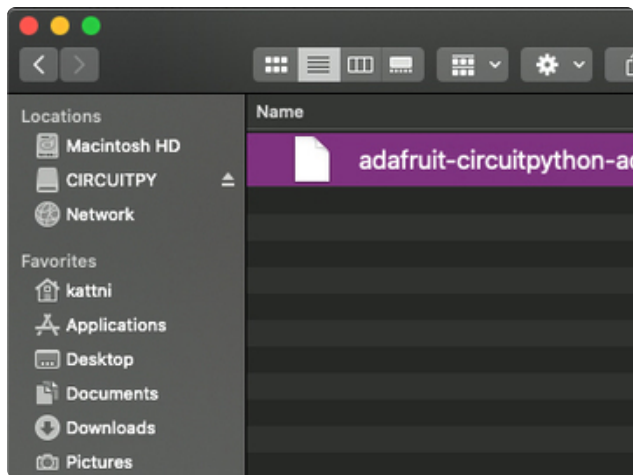 Locations
Macintosh HD
CIRCUITPY
Network
Favorites
kattni
Applications
Desktop
Documents
Downloads
Pictures
Name
adafruit-circuitpython-a